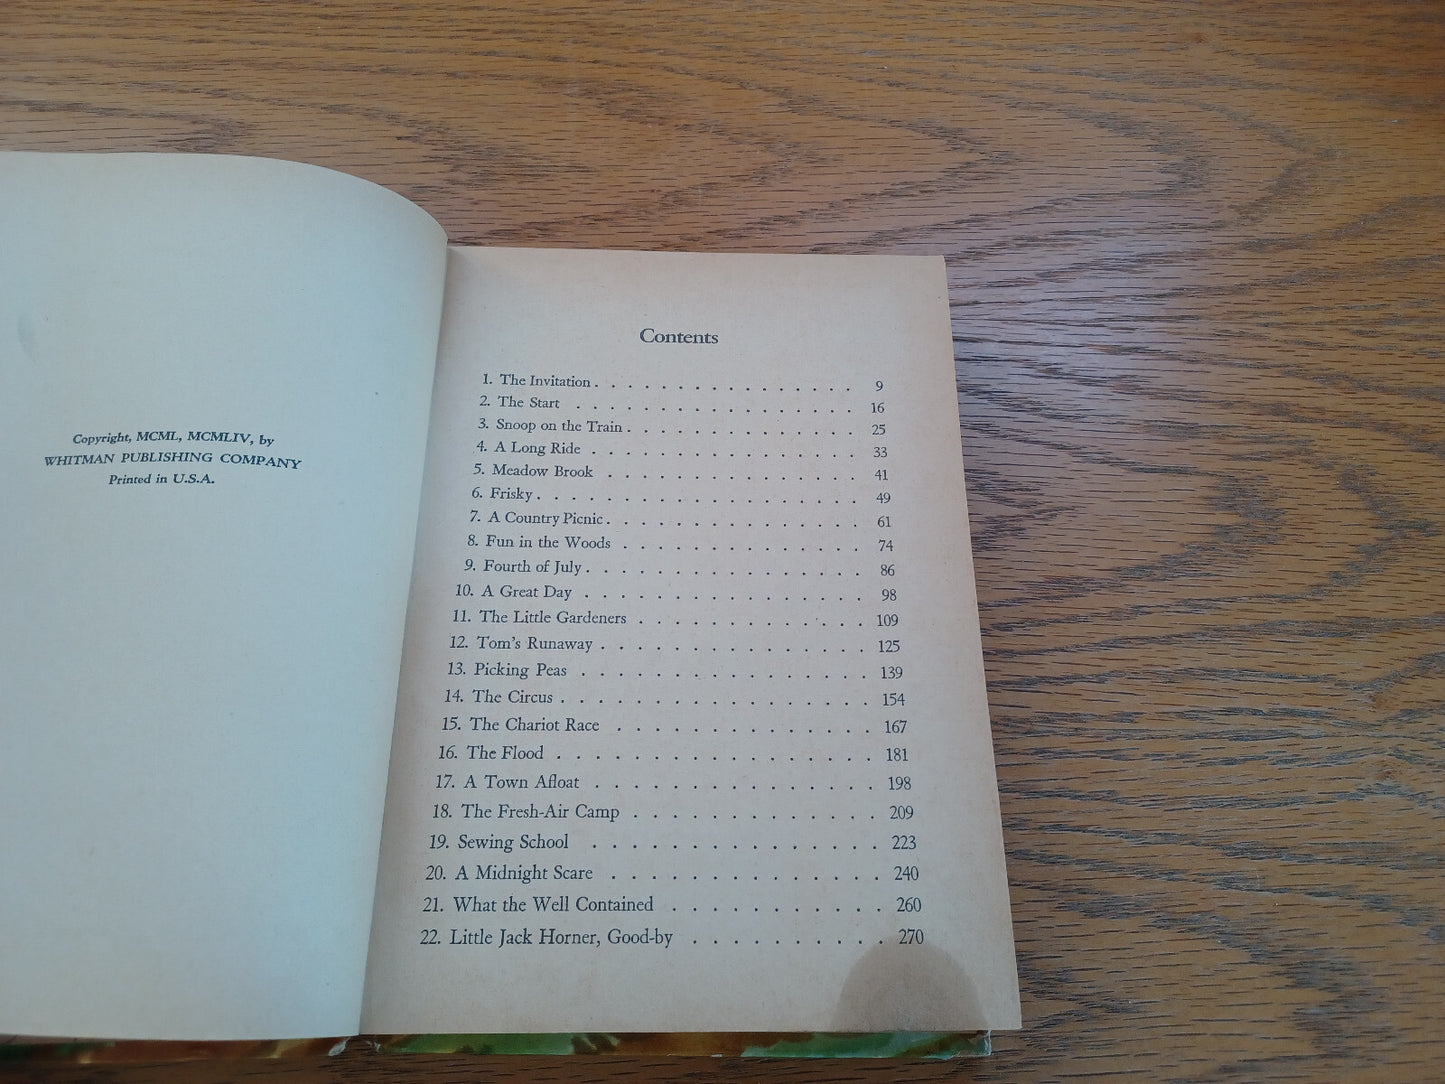 Copyright, MCML, MCMLIV, by
WHITMAN PUBLISHING COMPANY
Printed in U.S.A.
Contents
1. The Invitation . . . . . . . . . . . . . . . . 9
2. The Start . . . . . . . . . . . . . . . . . 16
3. Snoop on the Train . . . . . . . . . . . . . . 25
4. A Long Ride . . . . . . . . . . . . . . . . 33
5. Meadow Brook . . . . . . . . . . . . . . . 41
6. Frisky . . . . . . . . . . . . . . . . . . . 49
7. A Country Picnic . . . . . . . . . . . . . . . 61
8. Fun in the Woods . . . . . . . . . . . . . . 74
9. Fourth of July . . . . . . . . . . . . . . . . 86
10. A Great Day . . . . . . . . . . . . . . . . 98
11. The Little Gardeners . . . . . . . . . . . . . 109
12. Tom's Runaway . . . . . . . . . . . . . . . 125
13. Picking Peas . . . . . . . . . . . . . . . . 139
14. The Circus . . . . . . . . . . . . . . . . . 154
15. The Chariot Race . . . . . . . . . . . . . . 167
16. The Flood . . . . . . . . . . . . . . . . . 181
17. A Town Afloat . . . . . . . . . . . . . . . 198
18. The Fresh-Air Camp . . . . . . . . . . . . . 209
19. Sewing School . . . . . . . . . . . . . . . 223
20. A Midnight Scare . . . . . . . . . . . . . . 240
21. What the Well Contained . . . . . . . . . . . 260
22. Little Jack Horner, Good-by . . . . . . . . . . 270